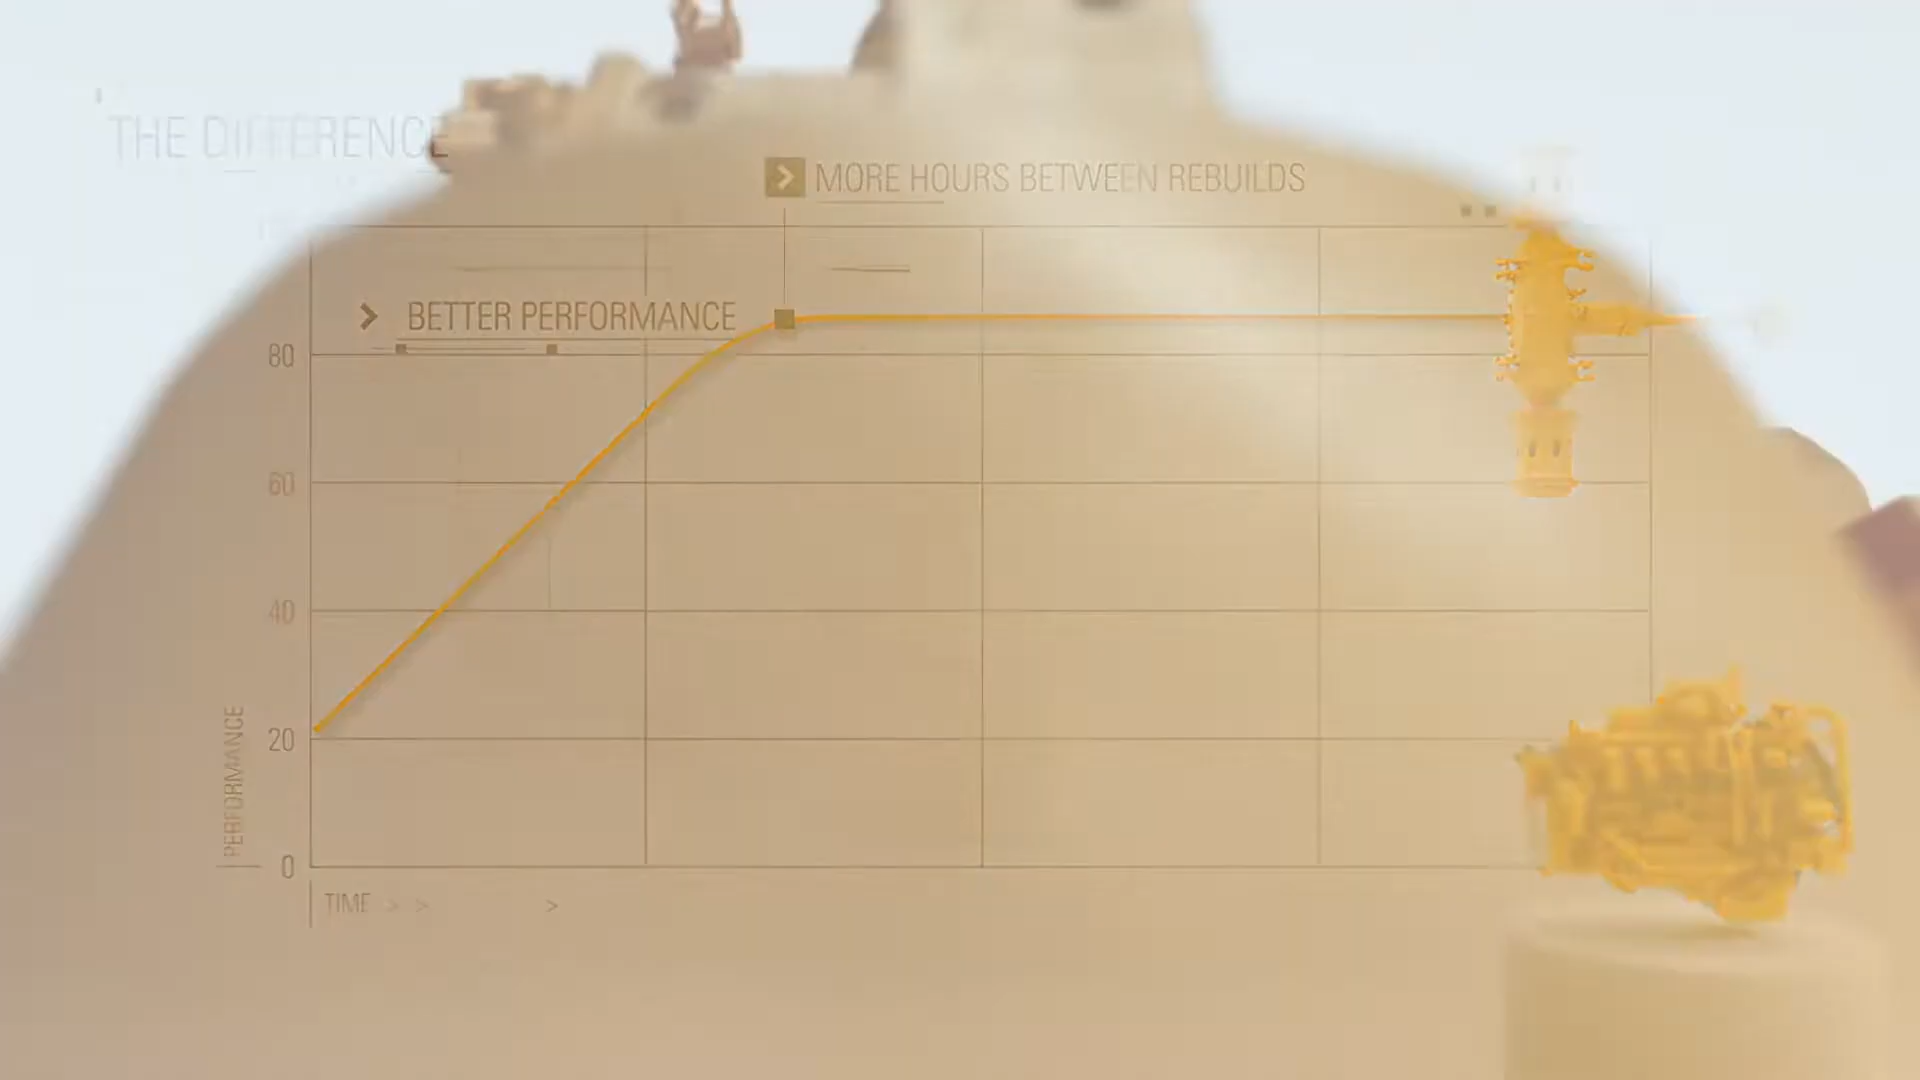 THE DIFFERENCE
MORE HOURS BETWEEN REBUILDS
BETTER PERFORMANCE
80
60
40
20
0
PERFORMANCE
TIME > > >